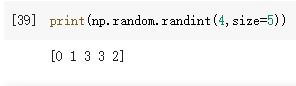 [39] print(np.random.randint(4,size=5))
[0 1 3 3 2]